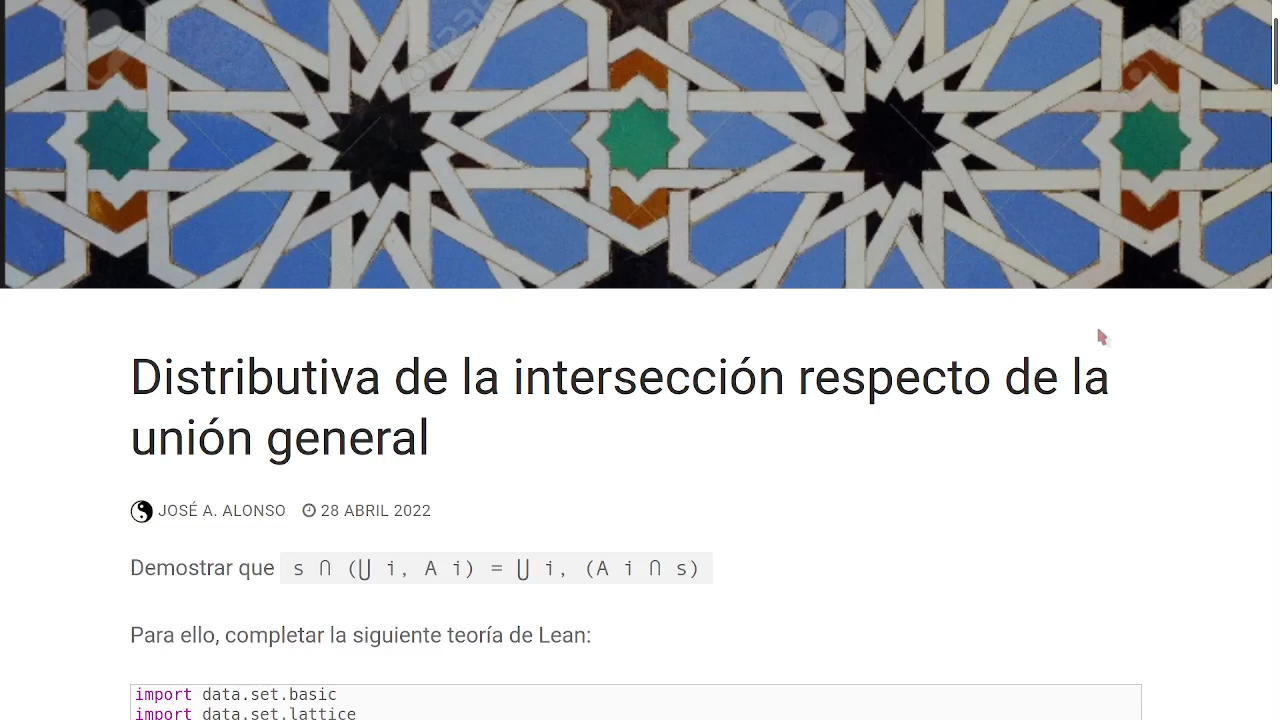 Distributiva de la intersección respecto de la
unión general
JOSÉ A. ALONSO 28 ABRIL 2022
Demostrar que s ∩ (⋃ i, A i) = ⋃ i, (A i ∩ s)
Para ello, completar la siguiente teoría de Lean:
import data.set.basic
import data.set.lattice